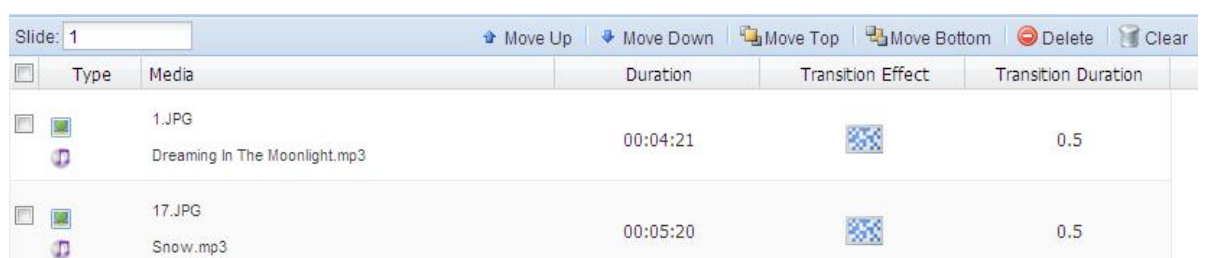 Slide: 1 Move Up Move Down Move Top Move Bottom Delete Clear
Type Media Duration Transition Effect Transition Duration
1.JPG
00:04:21 0.5
Dreaming In The Moonlight.mp3
17.JPG
00:05:20 0.5
Snow.mp3